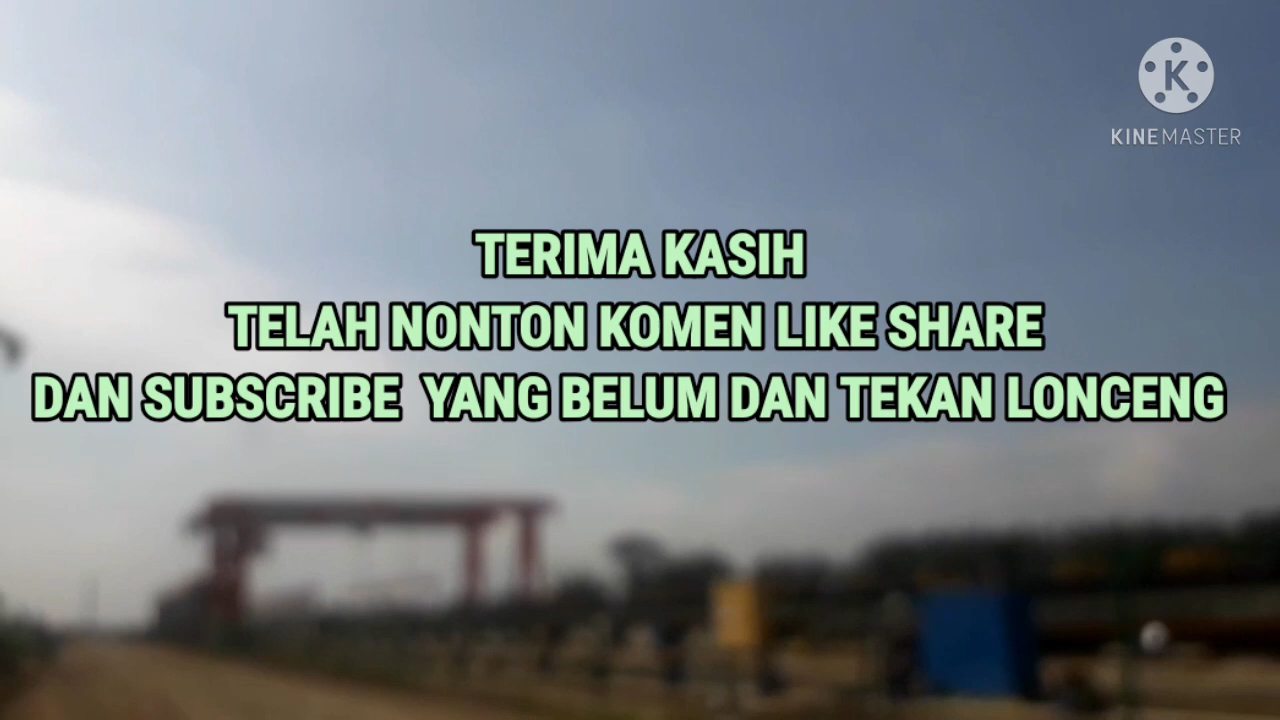 KINEMASTER
TERIMA KASIH
TELAH NONTON KOMEN LIKE SHARE
DAN SUBSCRIBE YANG BELUM DAN TEKAN LONCENG